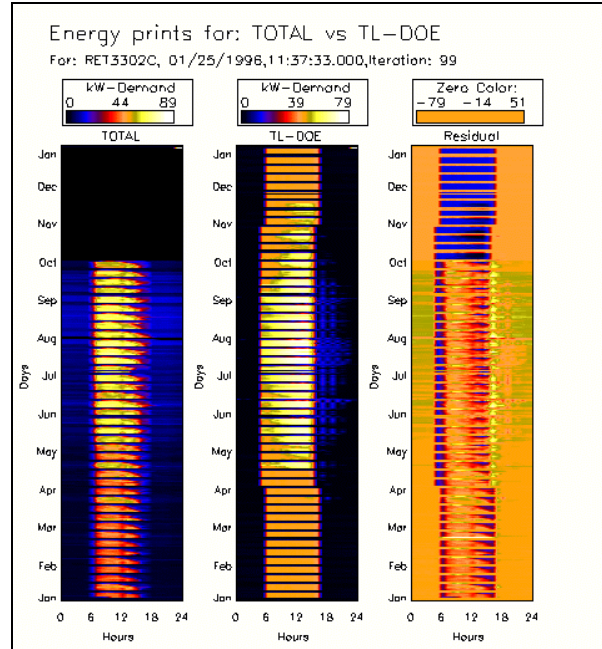 Energy prints for: TOTAL vs TL-DOE
For: RET3302C, 01/25/1996,11:37:33.000,Iteration: 99
kW-Demand
0 44 89
kW-Demand
0 39 79
Zero Color:
-79 -14 51
TOTAL
TL-DOE
Residual
Jan
Dec
Nov
Oct
Sep
Aug
Jul
Jun
May
Apr
Mar
Feb
Jan
Days
0 6 12 18 24
Hours
Jan
Dec
Nov
Oct
Sep
Aug
Jul
Jun
May
Apr
Mar
Feb
Jan
Days
0 6 12 18 24
Hours
Jan
Dec
Nov
Oct
Sep
Aug
Jul
Jun
May
Apr
Mar
Feb
Jan
Days
0 6 12 18 24
Hours